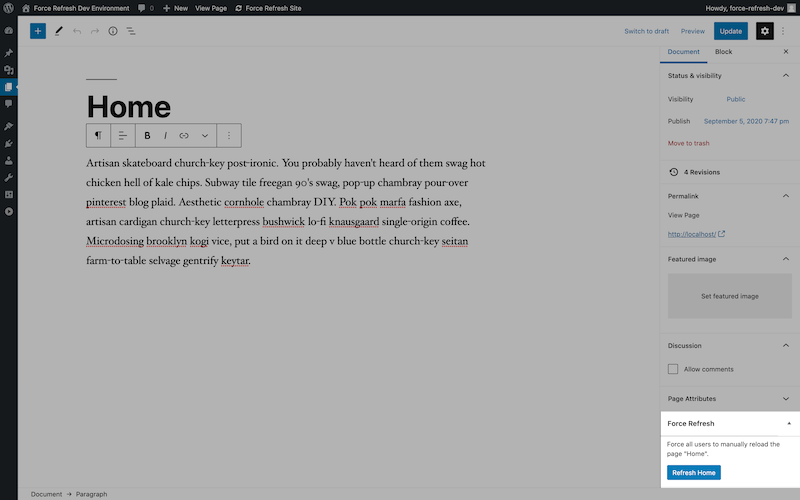 Force Refresh Dev Environment 0 New View Page Force Refresh Site Howdy, force-refresh-dev
Switch to draft Preview Update
Document Block
Status & visibility
Visibility Public
Publish September 5, 2020 7:47 pm
Move to trash
4 Revisions
Permalink
View Page
http://localhost/
Featured image
Set featured image
Discussion
Allow comments
Page Attributes
Force Refresh
Force all users to manually reload the
page "Home".
Refresh Home
Home
B I
Artisan skateboard church-key post-ironic. You probably haven't heard of them swag hot
chicken hell of kale chips. Subway tile freegan 90's swag, pop-up chambray pour-over
pinterest blog plaid. Aesthetic cornhole chambray DIY. Pok pok marfa fashion axe,
artisan cardigan church-key letterpress bushwick lo-fi knausgaard single-origin coffee.
Microdosing brooklyn kogi vice, put a bird on it deep v blue bottle church-key seitan
farm-to-table selvage gentrify keytar.
Document → Paragraph